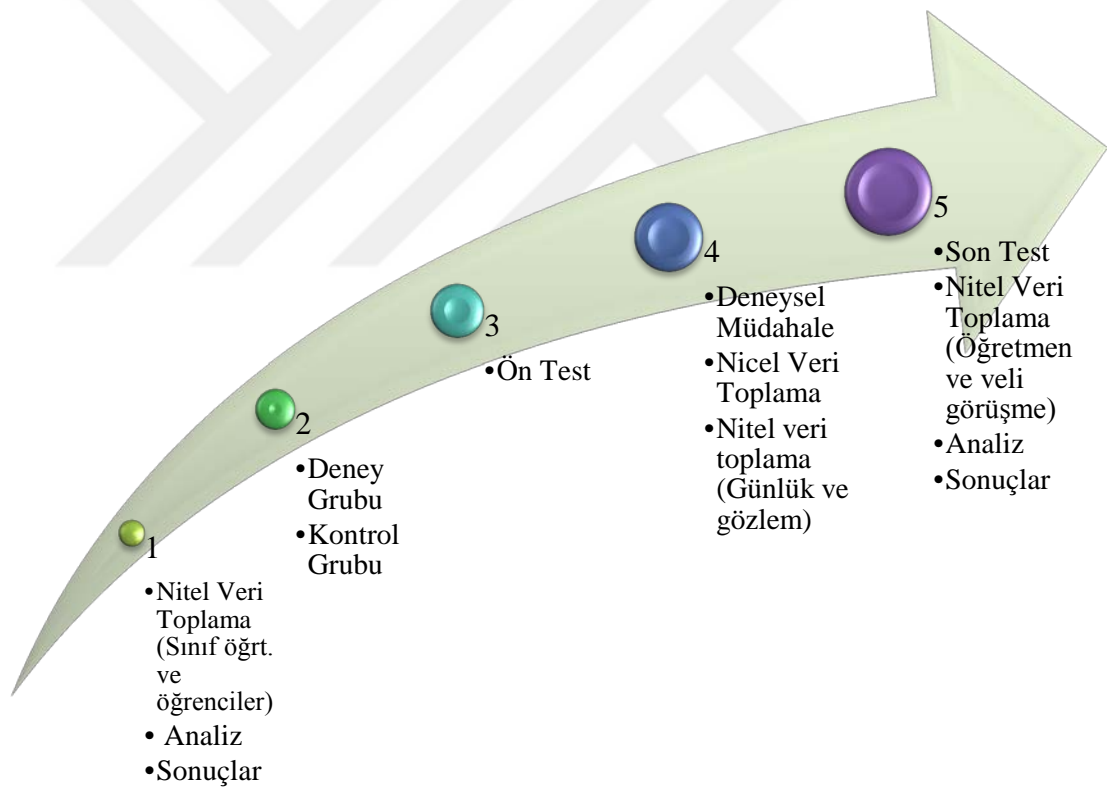 1
•Nitel Veri
Toplama
(Sınıf öğrt.
ve
öğrenciler)
• Analiz
•Sonuçlar
2
•Deney
Grubu
•Kontrol
Grubu
3
•Ön Test
4
•Deneysel
Müdahale
•Nicel Veri
Toplama
•Nitel veri
toplama
(Günlük ve
gözlem)
5
•Son Test
•Nitel Veri
Toplama
(Öğretmen
ve veli
görüşme)
•Analiz
•Sonuçlar